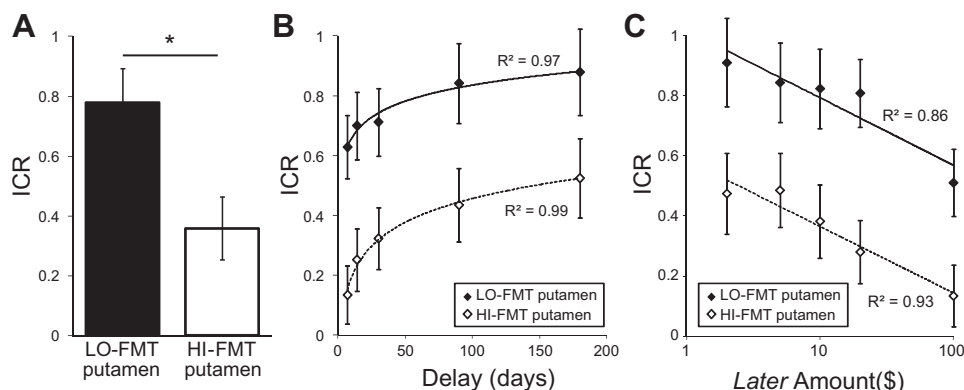 A
*
ICR
1
0.8
0.6
0.4
0.2
0
LO-FMT
putamen
HI-FMT
putamen
B
ICR
1
0.8
0.6
0.4
0.2
0
R² = 0.97
R² = 0.99
LO-FMT putamen
HI-FMT putamen
0 50 100 150 200
Delay (days)
C
ICR
1
0.8
0.6
0.4
0.2
0
R² = 0.86
R² = 0.93
LO-FMT putamen
HI-FMT putamen
1 10 100
Later Amount($)